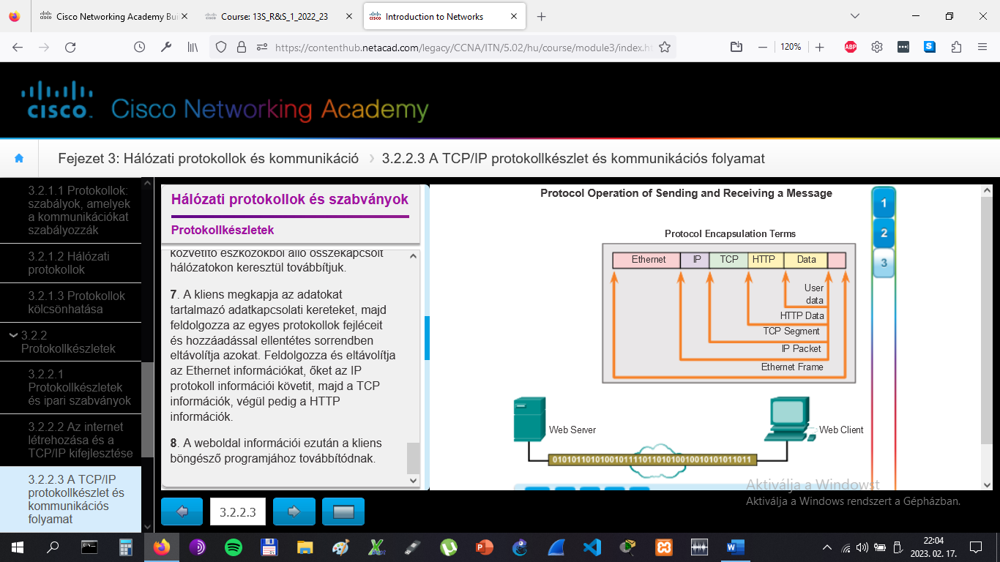 Cisco Networking Academy Bui
Course: 13S_R&S_1_2022_23
Introduction to Networks
https://contenthub.netacad.com/legacy/CCNA/ITN/5.02/hu/course/module3/index.ht
120%
ABP
CISCO
Cisco Networking Academy
Fejezet 3: Hálózati protokollok és kommunikáció
3.2.2.3 A TCP/IP protokollkészlet és kommunikációs folyamat
3.2.1.1 Protokollok:
szabályok, amelyek
a kommunikációkat
szabályozzák
3.2.1.2 Hálózati
protokollok
3.2.1.3 Protokollok
kölcsönhatása
3.2.2
Protokollkészletek
3.2.2.1
Protokollkészletek
és ipari szabványok
3.2.2.2 Az internet
létrehozása és a
TCP/IP kifejlesztése
3.2.2.3 A TCP/IP
protokollkészlet és
kommunikációs
folyamat
Hálózati protokollok és szabványok
Protokollkészletek
közvetítő eszközökből álló összekapcsolt
hálózatokon keresztül továbbítjuk.
7. A kliens megkapja az adatokat
tartalmazó adatkapcsolati kereteket, majd
feldolgozza az egyes protokollok fejléceit
és hozzáadással ellentétes sorrendben
eltávolítja azokat. Feldolgozza és eltávolítja
az Ethernet információkat, őket az IP
protokoll információi követit, majd a TCP
információk, végül pedig a HTTP
információk.
8. A weboldal információi ezután a kliens
böngésző programjához továbbítódnak.
3.2.2.3
Protocol Operation of Sending and Receiving a Message
1
2
3
Protocol Encapsulation Terms
Ethernet IP TCP HTTP Data
User
data
HTTP Data
TCP Segment
IP Packet
Ethernet Frame
Web Server
Web Client
Aktiválja a Windowst
Aktiválja a Windows rendszert a Gépházban.
22:04
2023. 02. 17.